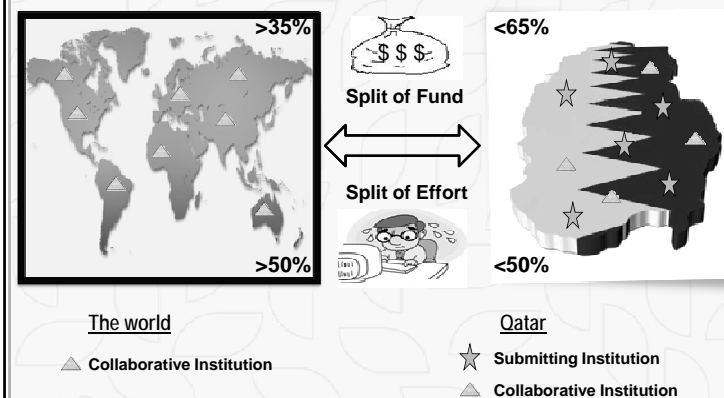 >35%
<65%
$ $ $
Split of Fund
Split of Effort
>50%
<50%
The world
Qatar
Collaborative Institution
Submitting Institution
Collaborative Institution